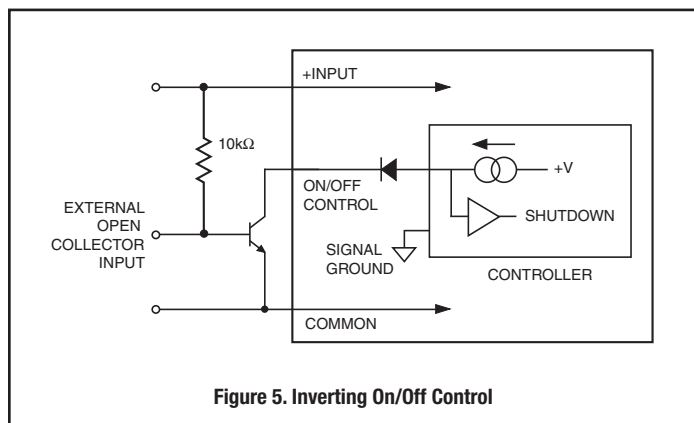 +INPUT
10kΩ
+V
ON/OFF
CONTROL
EXTERNAL
OPEN
COLLECTOR
INPUT
SHUTDOWN
SIGNAL
GROUND
CONTROLLER
COMMON
Figure 5. Inverting On/Off Control